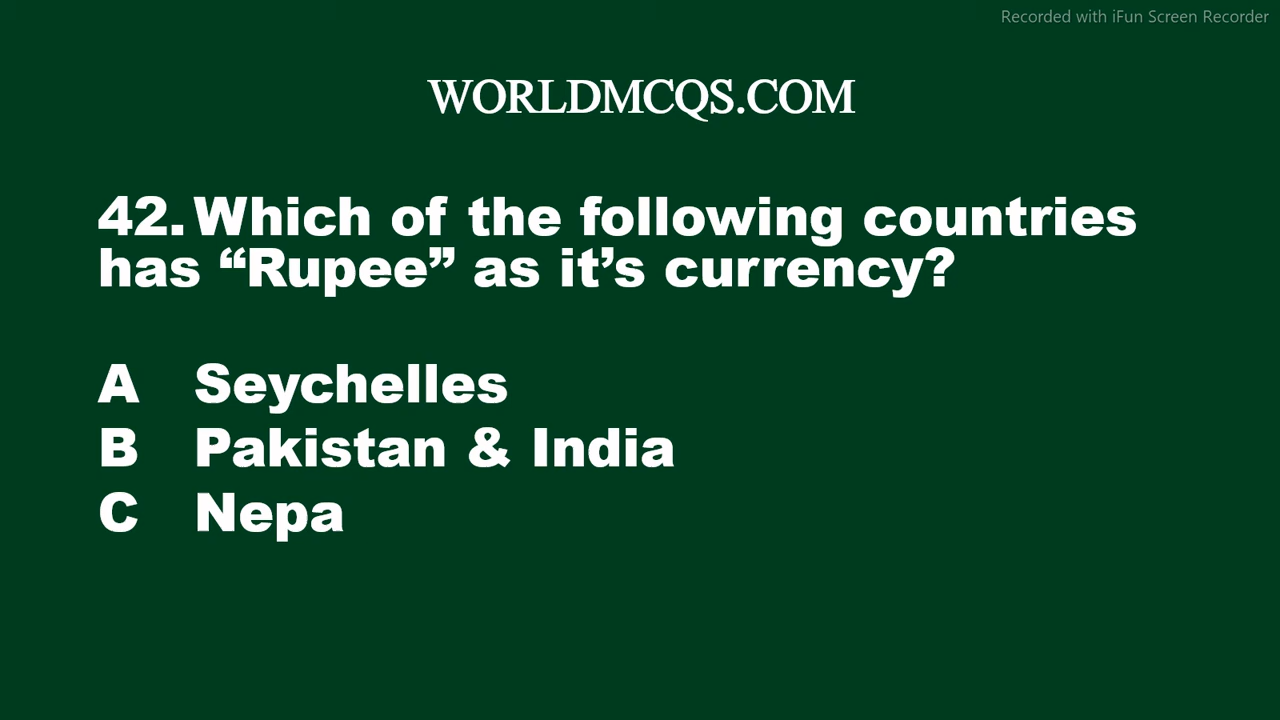 Recorded with iFun Screen Recorder
WORLDMCQS.COM
42. Which of the following countries
has “Rupee” as it’s currency?
A Seychelles
B Pakistan & India
C Nepa